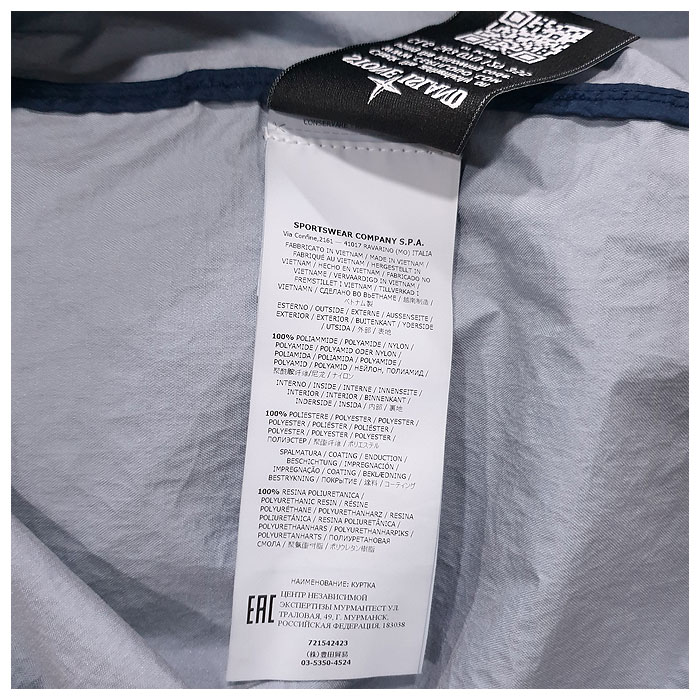 SPORTSWEAR COMPANY S.P.A.
Via Confine,2161 — 41017 RAVARINO (MO) ITALIA
FABBRICATO IN VIETNAM / MADE IN VIETNAM /
FABRIQUÉ AU VIETNAM / HERGESTELLT IN
VIETNAM / HECHO EN VIETNAM / FABRICADO NO
VIETNAME / VERVAARDIGD IN VIETNAM /
FREMSTILLET I VIETNAM / TILLVERKAD I
VIETNAMN / СДЕЛАНО ВО ВЬЕТНАМЕ / 越南制造 /
ベトナム製
ESTERNO / OUTSIDE / EXTERNE / AUSSENSEITE /
EXTERIOR / EXTERIOR / BUITENKANT / YDERSIDE
/ UTSIDA / 外部 / 表地
100% POLIAMMIDE / POLYAMIDE / NYLON /
POLYAMIDE / POLYAMID ODER NYLON /
POLIAMIDA / POLIAMIDA / POLYAMIDE /
POLYAMID / POLYAMID / НЕЙЛОН, ПОЛИАМИД /
聚酰胺纤维/尼龙 / ナイロン
INTERNO / INSIDE / INTERNE / INNENSEITE /
INTERIOR / INTERIOR / BINNENKANT /
INDERSIDE / INSIDA / 内部 / 裏地
100% POLIESTERE / POLYESTER / POLYESTER /
POLYESTER / POLIÉSTER / POLIÉSTER /
POLYESTER / POLYESTER / POLYESTER /
ПОЛИЭСТЕР / 聚酯纤维 / ポリエステル
SPALMATURA / COATING / ENDUCTION /
BESCHICHTUNG / IMPREGNACIÓN /
IMPREGNAÇÃO / COATING / BEKLÆDNING /
BESTRYKNING / ПОКРЫТИЕ / 涂料 / コーティング
100% RESINA POLIURETANICA /
POLYURETHANIC RESIN / RÉSINE
POLYURÉTHANE / POLYURETHANHARZ / RESINA
POLIURETÁNICA / RESINA POLIURETÂNICA /
POLYURETHAANHARS / POLYURETHANHARPIKS /
POLYURETANHARTS / ПОЛИУРЕТАНОВАЯ
СМОЛА / 聚氨酯树脂 / ポリウレタン樹脂
НАИМЕНОВАНИЕ: КУРТКА
EAC
ЦЕНТР НЕЗАВИСИМОЙ
ЭКСПЕРТИЗЫ МУРМАНТЕСТ УЛ.
ТРАЛОВАЯ, 49, Г. МУРМАНСК,
РОССИЙСКАЯ ФЕДЕРАЦИЯ, 183038
721542423
(株) 豊田貿易
03-5350-4524